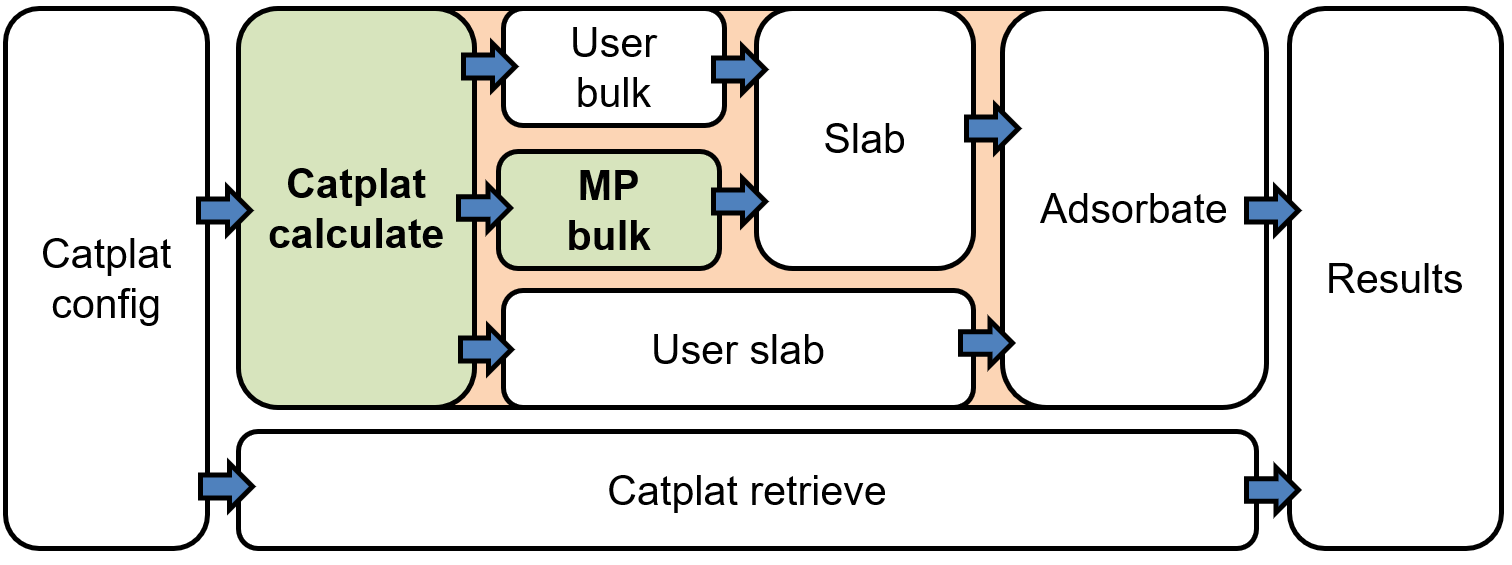 Catplat
config
Catplat
calculate
User
bulk
MP
bulk
User slab
Slab
Adsorbate
Catplat retrieve
Results